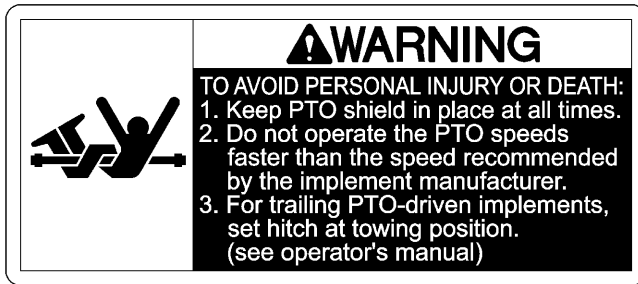 WARNING
TO AVOID PERSONAL INJURY OR DEATH:
1. Keep PTO shield in place at all times.
2. Do not operate the PTO speeds
faster than the speed recommended
by the implement manufacturer.
3. For trailing PTO-driven implements,
set hitch at towing position.
(see operator's manual)